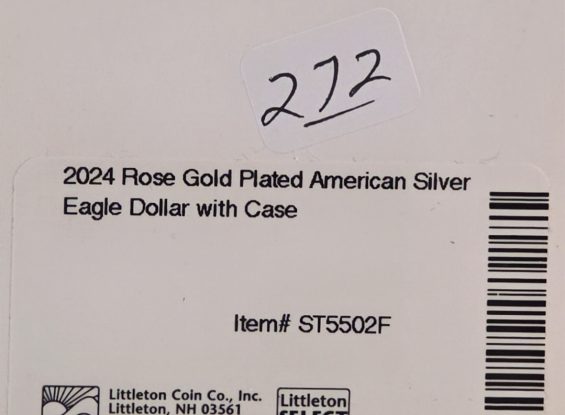 272
2024 Rose Gold Plated American Silver
Eagle Dollar with Case
Item# ST5502F
Littleton Coin Co., Inc.
Littleton, NH 03561
Littleton
SELECT